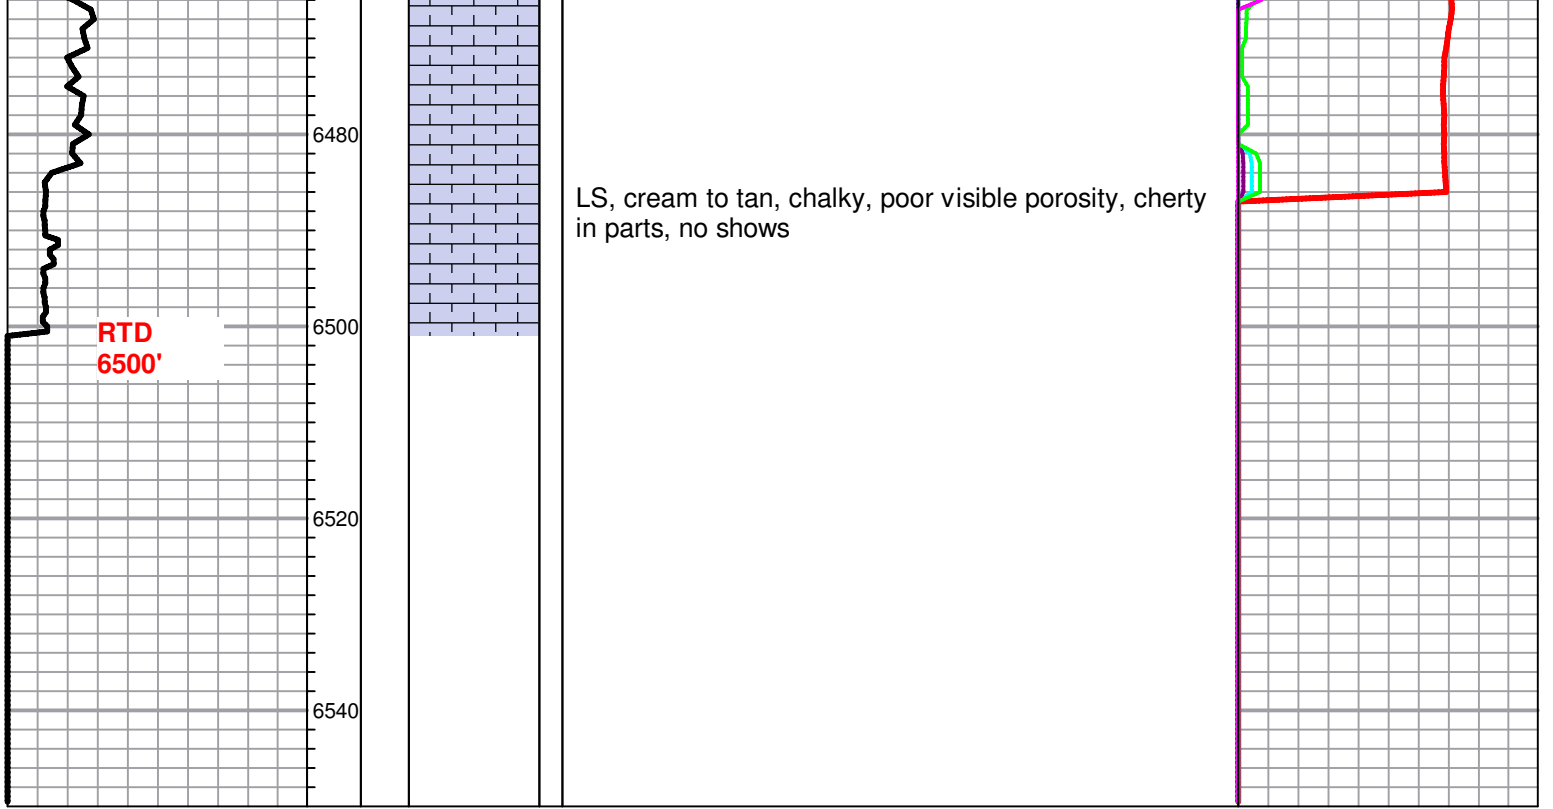 6480
LS, cream to tan, chalky, poor visible porosity, cherty
in parts, no shows
RTD
6500'
6500
6520
6540